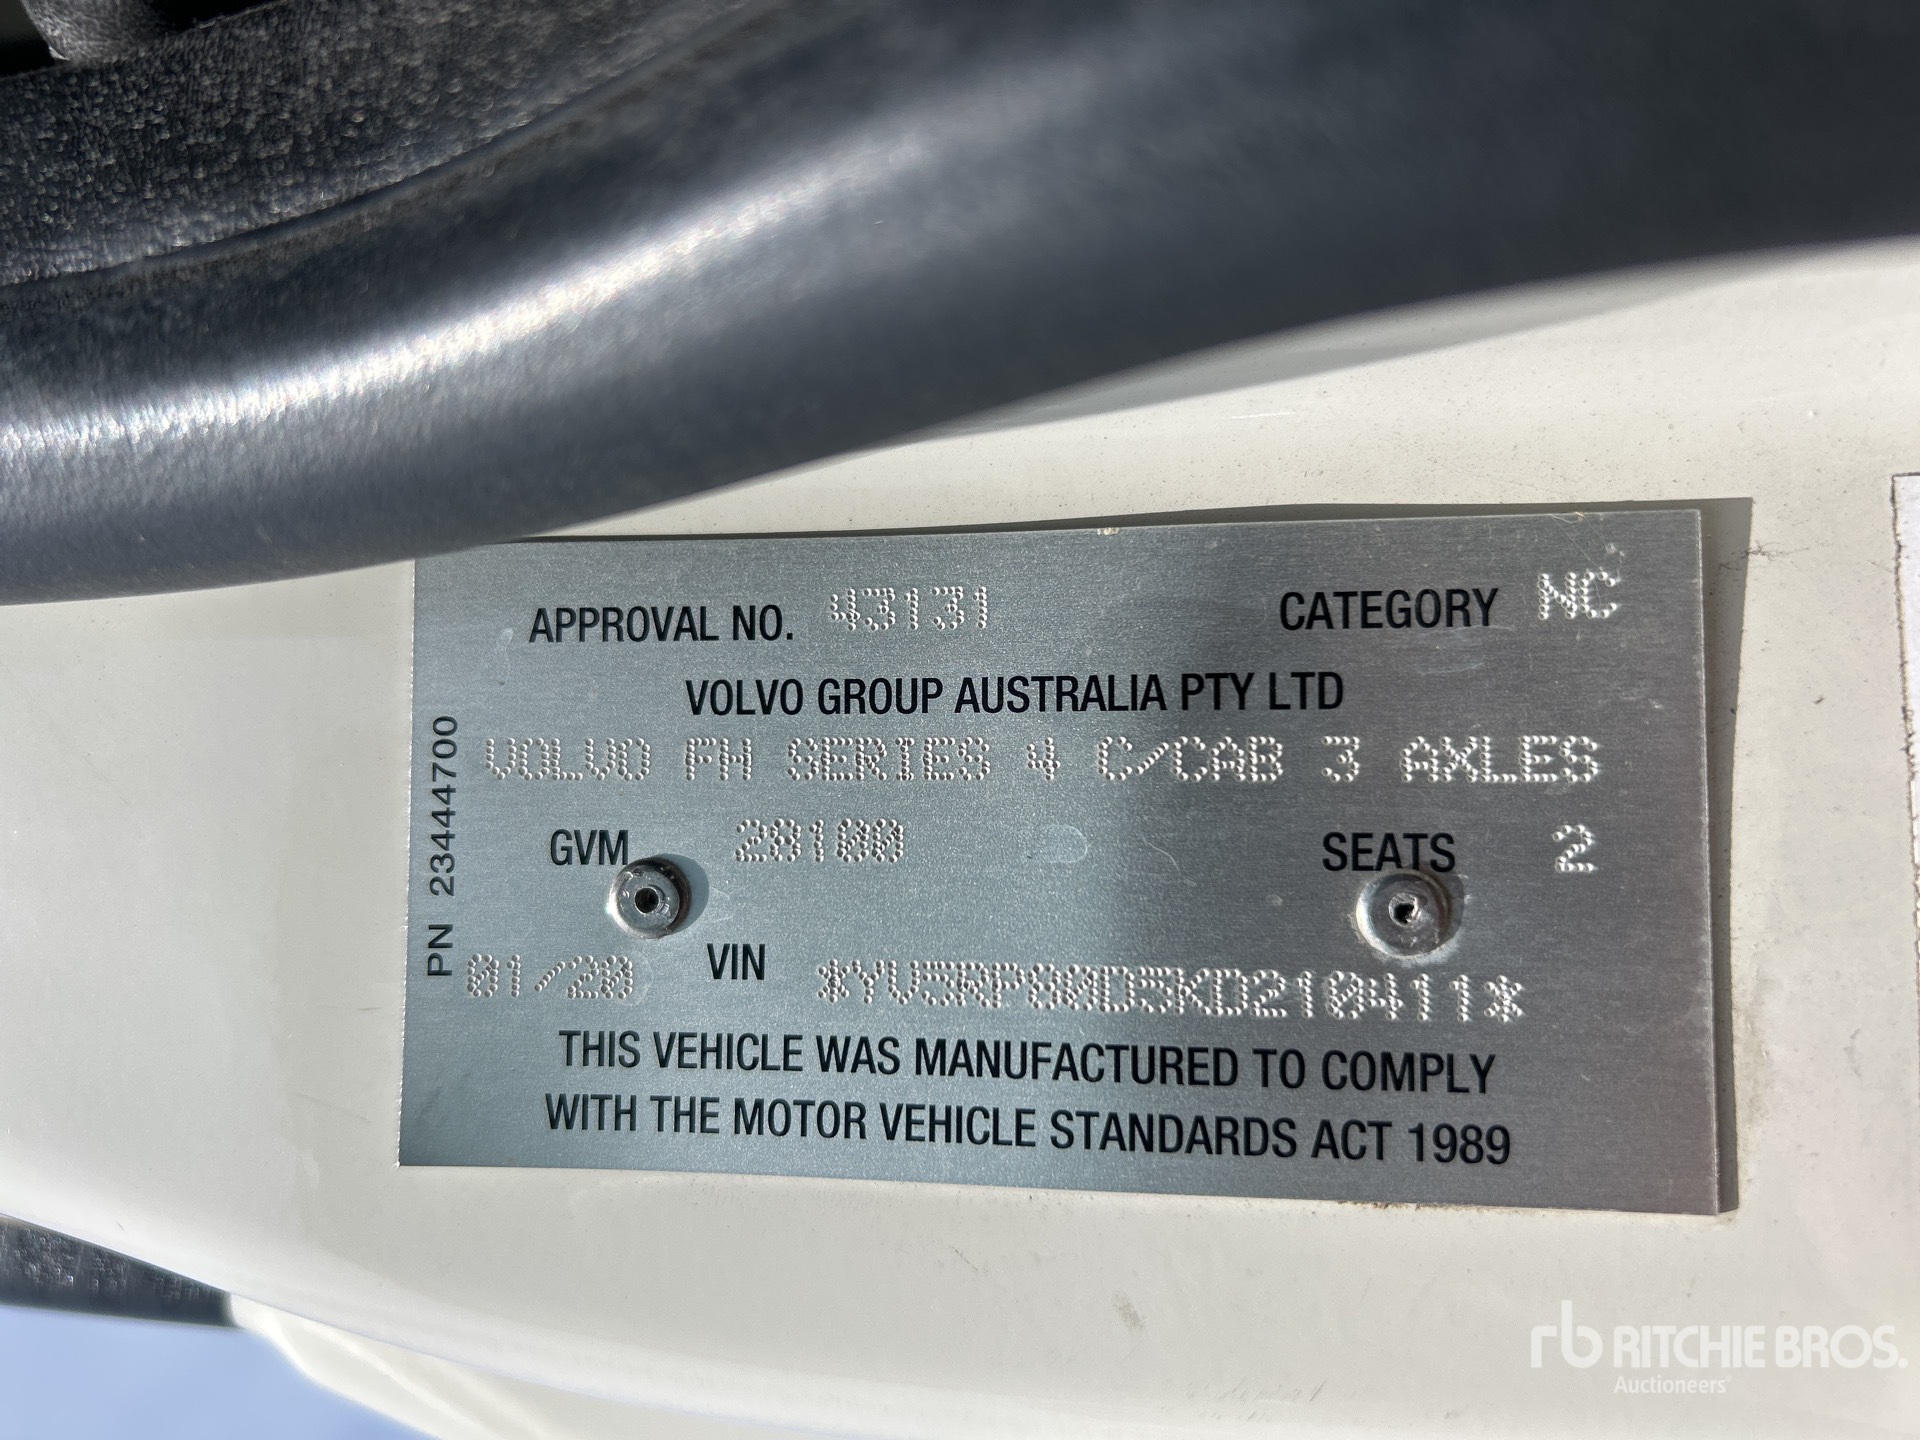 APPROVAL NO. 43131 CATEGORY NC
VOLVO GROUP AUSTRALIA PTY LTD
VOLVO FH SERIES 4 C/CAB 3 AXLES
GVM 28100 SEATS 2
01/20 VIN *YV5RP80D5KD210411*
THIS VEHICLE WAS MANUFACTURED TO COMPLY
WITH THE MOTOR VEHICLE STANDARDS ACT 1989
PN 23444700
rb RITCHIE BROS.
Auctioneers